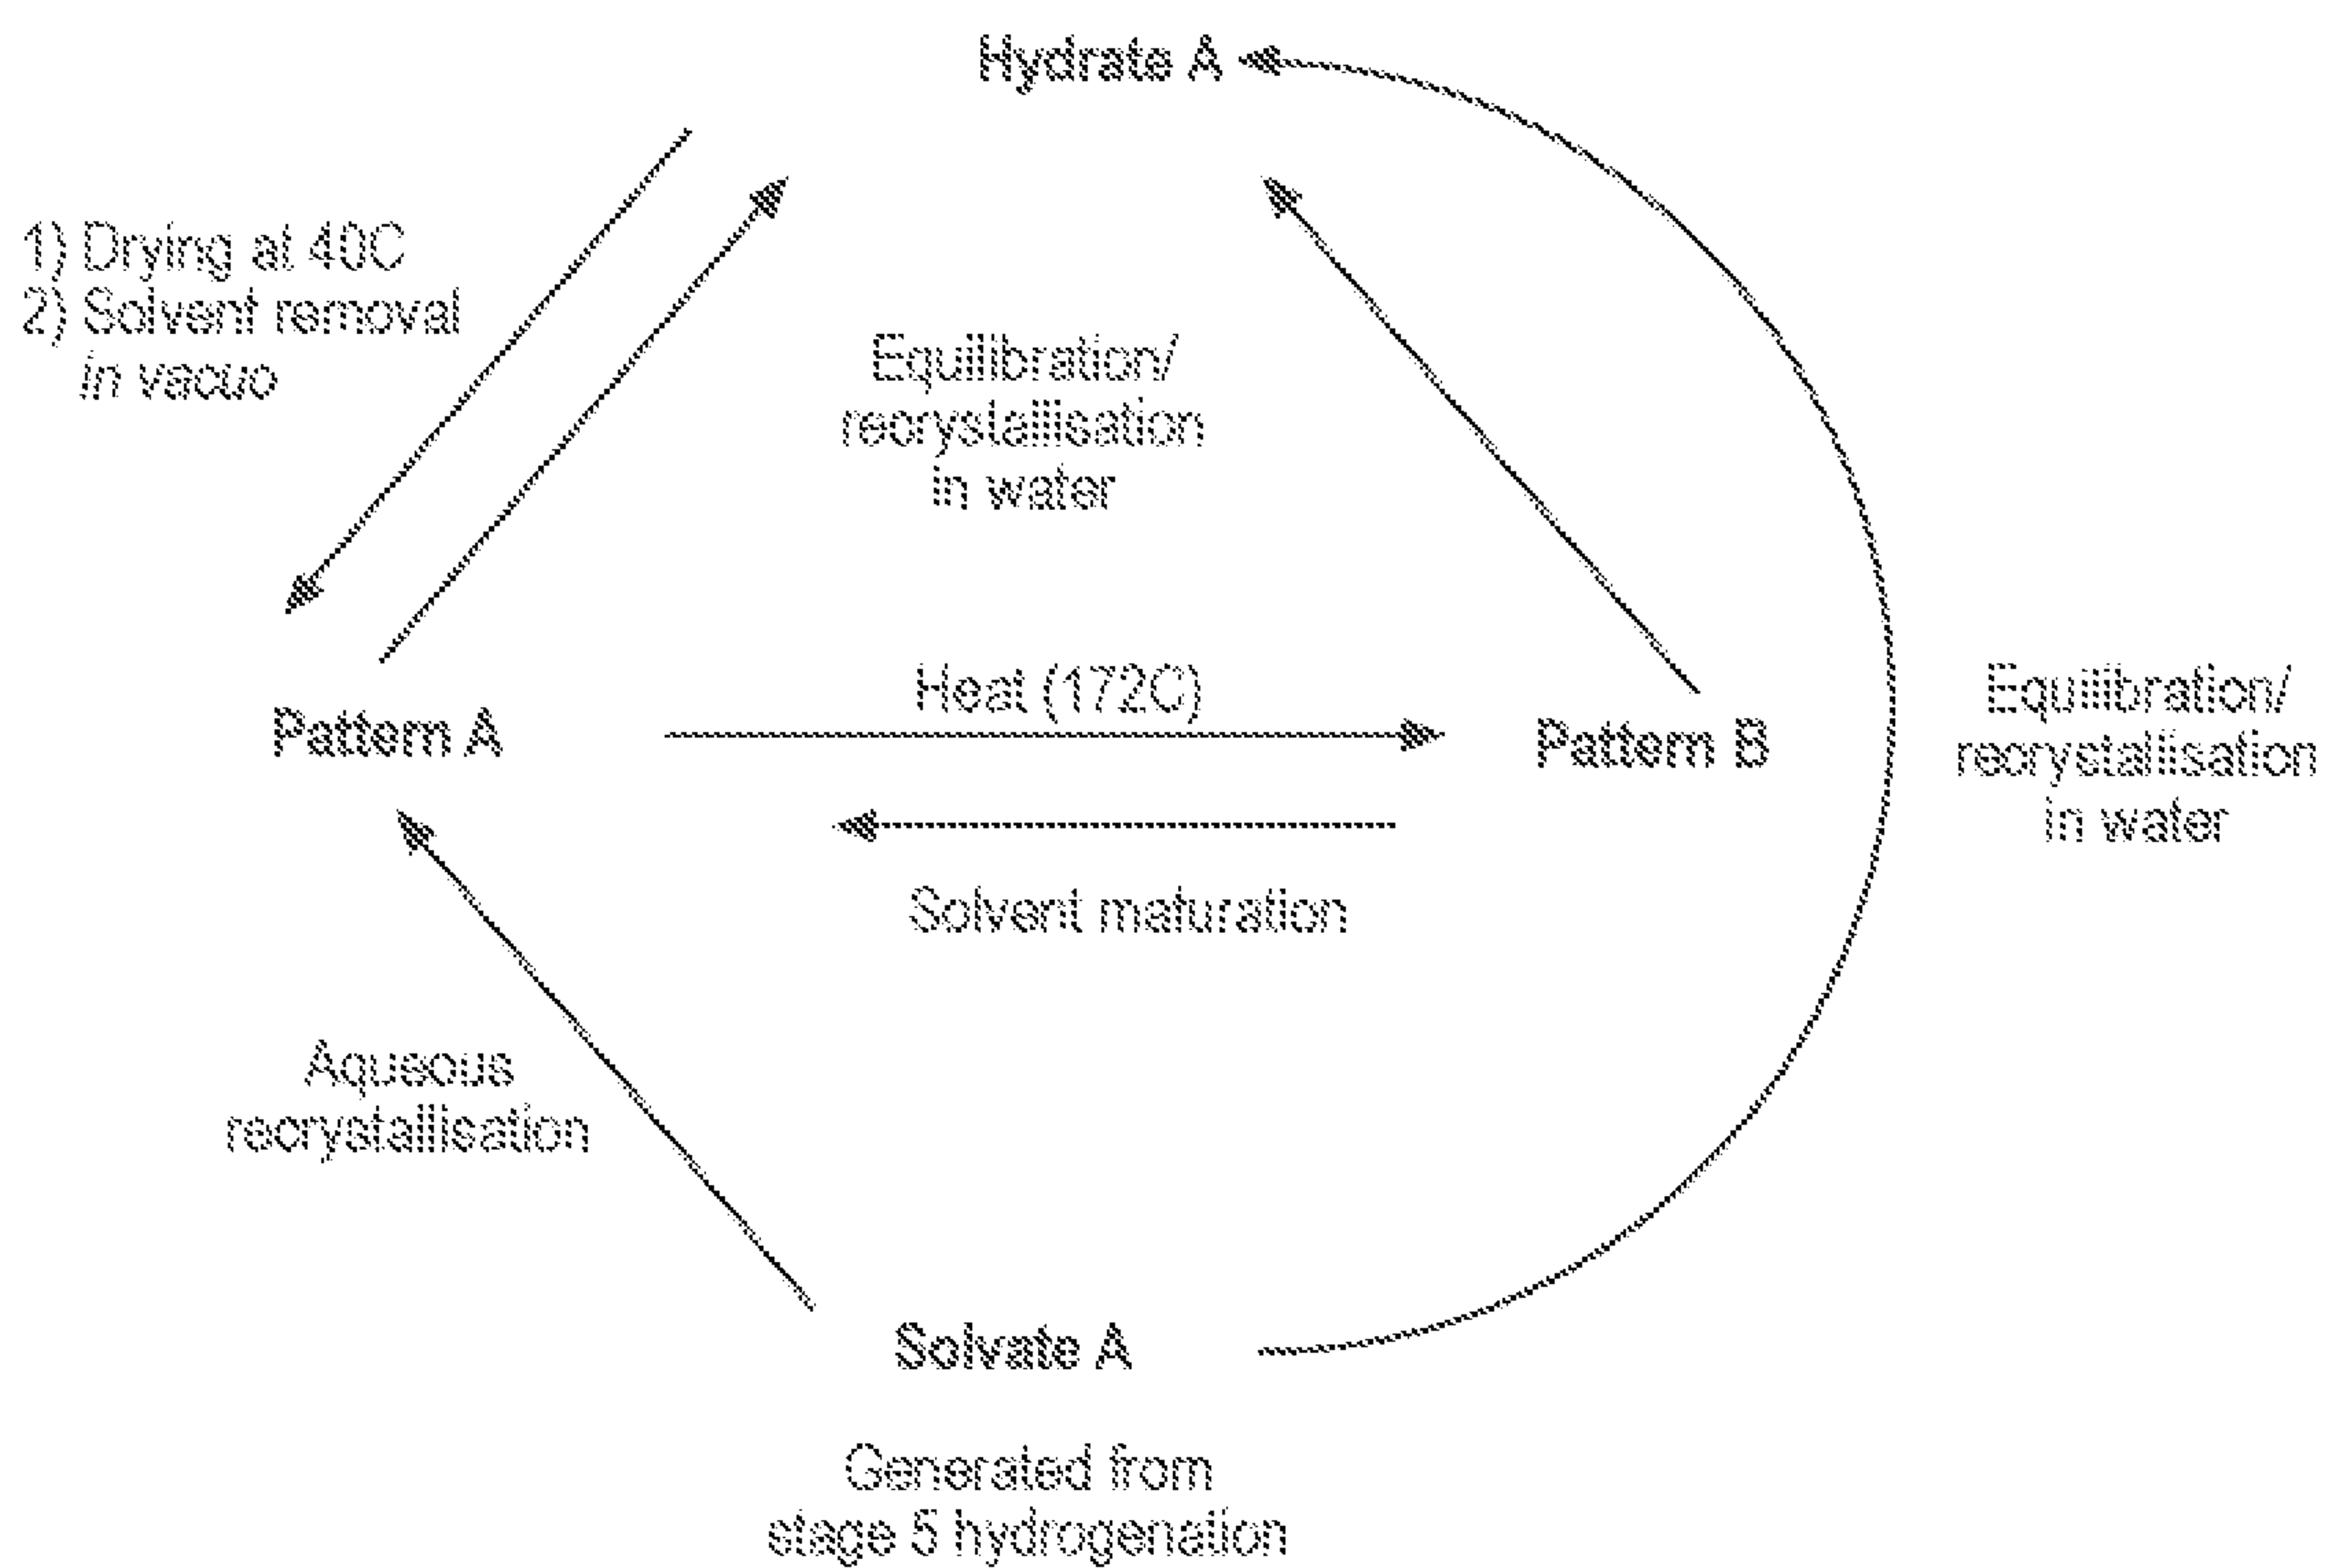 Hydrate A
1) Drying at 40C
2) Solvent removal
in vacuo
Equilibration/
recrystallisation
in water
Heat (172C)
Pattern A
Pattern B
Equilibration/
recrystallisation
in water
Solvent maturation
Aqueous
recrystallisation
Solvate A
Generated from
stage 5 hydrogenation